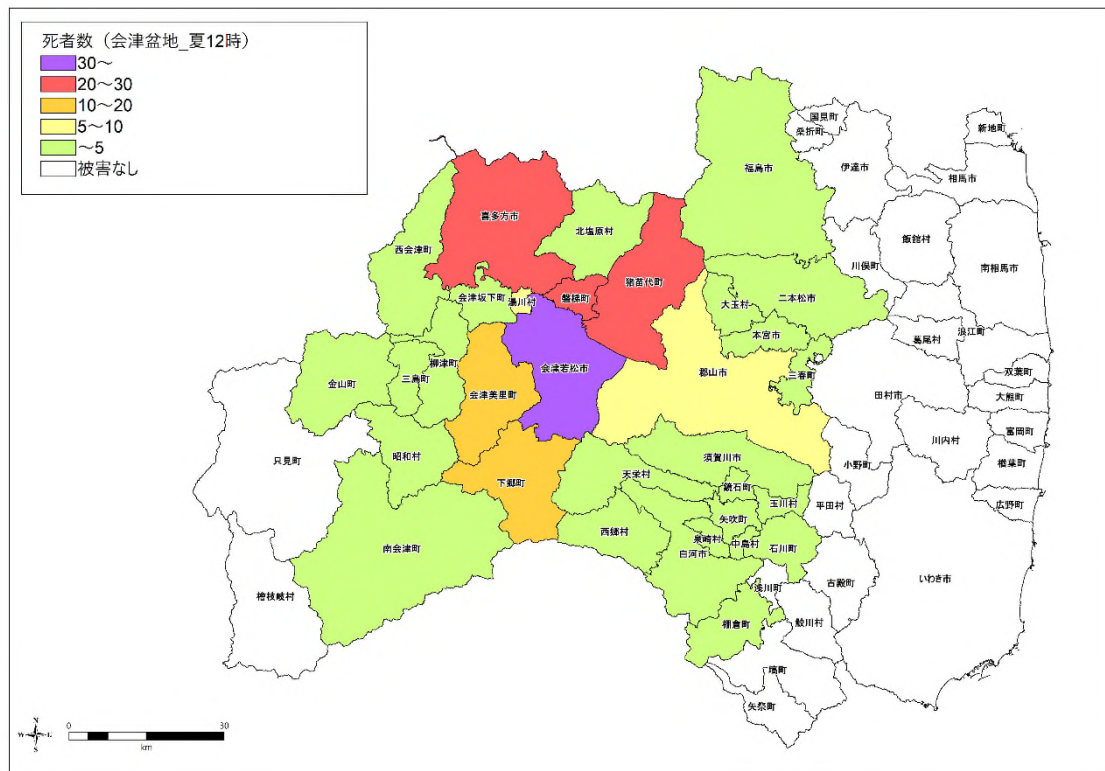 死者数（会津盆地_夏12時）
30～
20～30
10～20
5～10
～5
被害なし
国見町
桑折町
新地町
伊達市
相馬市
福島市
喜多方市
北塩原村
飯舘村
西会津町
川俣町
南相馬市
猪苗代町
会津坂下町
湯川村
磐梯町
大玉村
二本松市
本宮市
葛尾村
浪江町
会津若松市
柳津町
三島町
金山町
会津美里町
郡山市
三春町
双葉町
大熊町
田村市
富岡町
川内村
只見町
昭和村
下郷町
天栄村
須賀川市
小野町
楢葉町
鏡石町
玉川村
平田村
広野町
矢吹町
西郷村
泉崎村
中島村
石川町
白河市
南会津町
檜枝岐村
浅川町
古殿町
いわき市
棚倉町
鮫川村
塙町
矢祭町
N
W
E
S
0
30
km